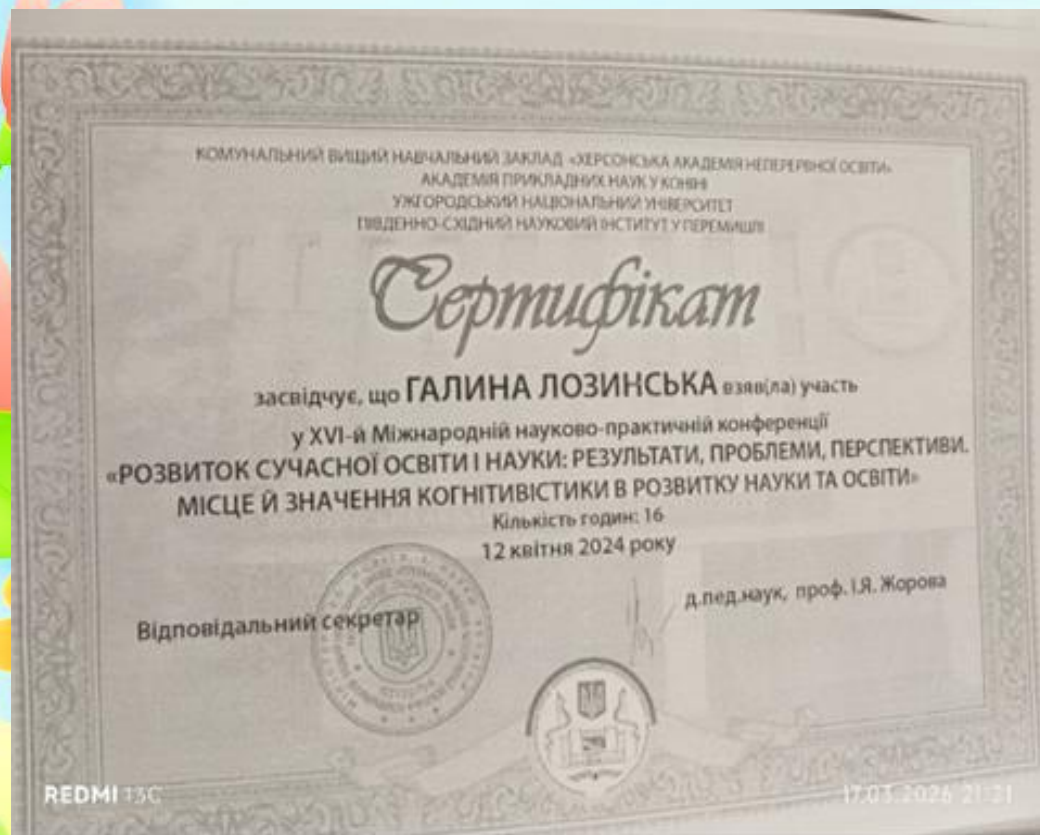 КОМУНАЛЬНИЙ ВИЩИЙ НАВЧАЛЬНИЙ ЗАКЛАД «ХЕРСОНСЬКА АКАДЕМІЯ НЕПЕРЕРВНОЇ ОСВІТИ»
АКАДЕМІЯ ПРИКЛАДНИХ НАУК У КОНІНІ
УЖГОРОДСЬКИЙ НАЦІОНАЛЬНИЙ УНІВЕРСИТЕТ
ПІВДЕННО-СХІДНИЙ НАУКОВИЙ ІНСТИТУТ У ПЕРЕМИШЛІ
Сертифікат
засвідчує, що ГАЛИНА ЛОЗИНСЬКА взяв(ла) участь
у XVI-й Міжнародній науково-практичній конференції
«РОЗВИТОК СУЧАСНОЇ ОСВІТИ І НАУКИ: РЕЗУЛЬТАТИ, ПРОБЛЕМИ, ПЕРСПЕКТИВИ.
МІСЦЕ Й ЗНАЧЕННЯ КОГНІТИВІСТИКИ В РОЗВИТКУ НАУКИ ТА ОСВІТИ»
Кількість годин: 16
12 квітня 2024 року
Відповідальний секретар
д.пед.наук, проф. І.Я. Жорова
REDMI 13C
17.03.2026 21:31